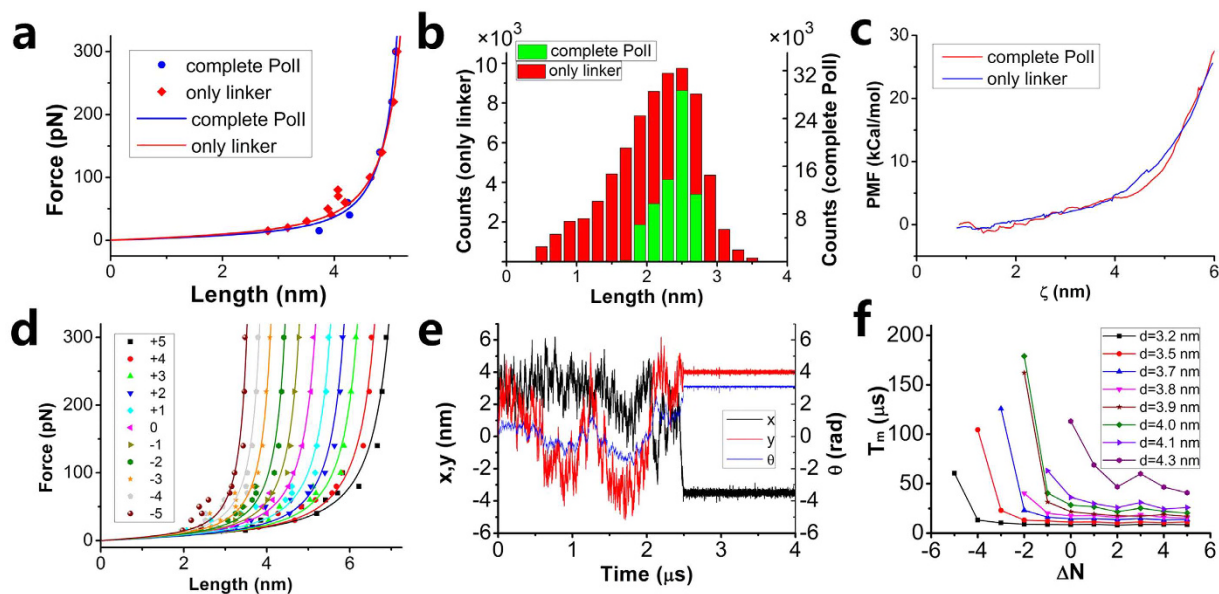 a
Force (pN)
300
200
100
0
complete PolI
only linker
complete PolI
only linker
0
2
4
Length (nm)
b
×10³
×10³
complete PolI
only linker
Counts (only linker)
10
8
6
4
2
0
Counts (complete PolI)
32
24
16
8
0
0
1
2
3
4
Length (nm)
c
PMF (kCal/mol)
30
20
10
0
complete PolI
only linker
0
2
4
6
ζ (nm)
d
Force (pN)
300
200
100
0
+5
+4
+3
+2
+1
0
-1
-2
-3
-4
-5
0
1
2
3
4
5
6
Length (nm)
e
x,y (nm)
6
4
2
0
-2
-4
-6
x
y
θ
θ (rad)
6
4
2
0
-2
-4
-6
0
1
2
3
4
Time (μs)
f
Tm (μs)
200
150
100
50
0
d=3.2 nm
d=3.5 nm
d=3.7 nm
d=3.8 nm
d=3.9 nm
d=4.0 nm
d=4.1 nm
d=4.3 nm
-6
-4
-2
0
2
4
6
ΔN